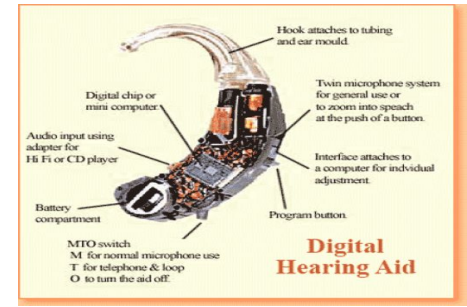 Hook attaches to tubing
and ear mould.
Digital chip or
mini computer.
Twin microphone system
for general use or
to zoom into speach
at the push of a button.
Audio input using
adapter for
Hi Fi or CD player
Interface attaches to
a computer for indvidual
adjustment.
Battery
compartment
Program button.
MTO switch
M for normal microphone use
T for telephone & loop
O to turn the aid off.
Digital
Hearing Aid